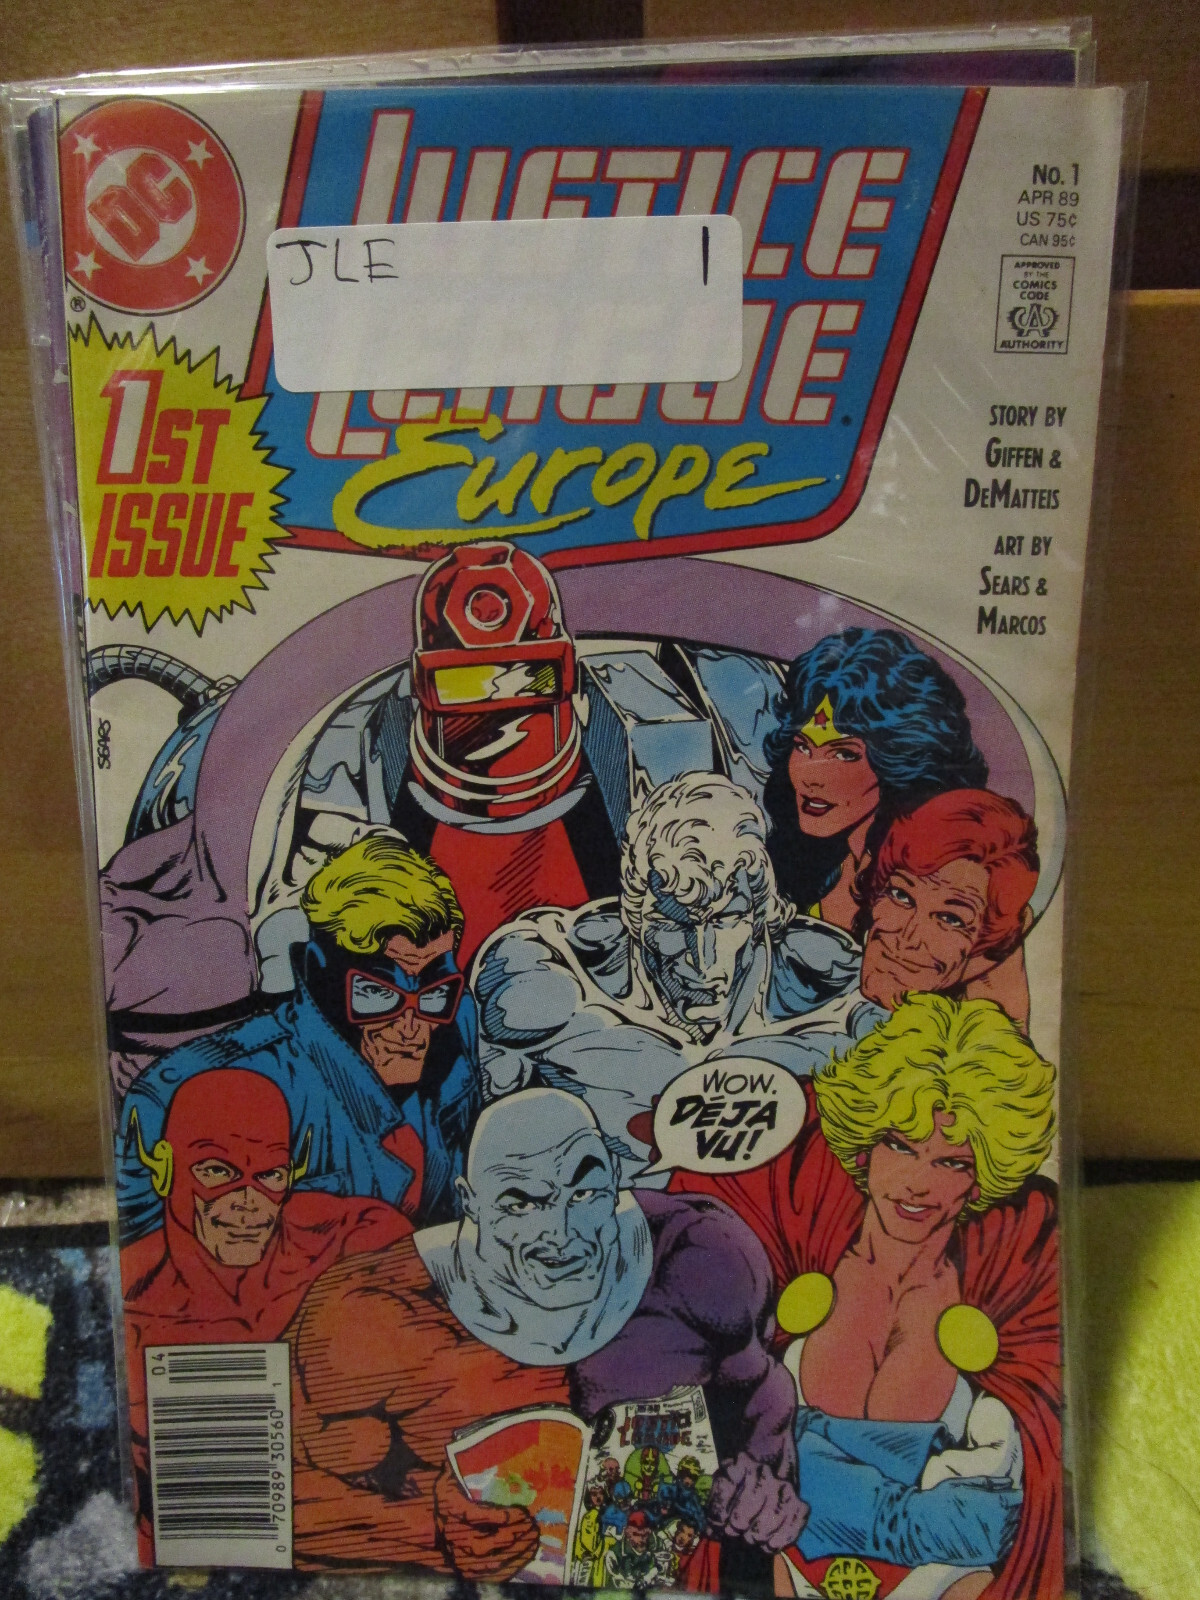 DC
®
JUSTICE
LEAGUE
Europe
JLE 1
No. 1
APR 89
US 75¢
CAN 95¢
APPROVED
BY THE
COMICS
CODE
A
AUTHORITY
1ST
ISSUE
STORY BY
GIFFEN &
DEMATTEIS
ART BY
SEARS &
MARCOS
SEARS
C
WOW.
DÉJA
VU!
JUSTICE
LEAGUE
04
0 70989 30560 1